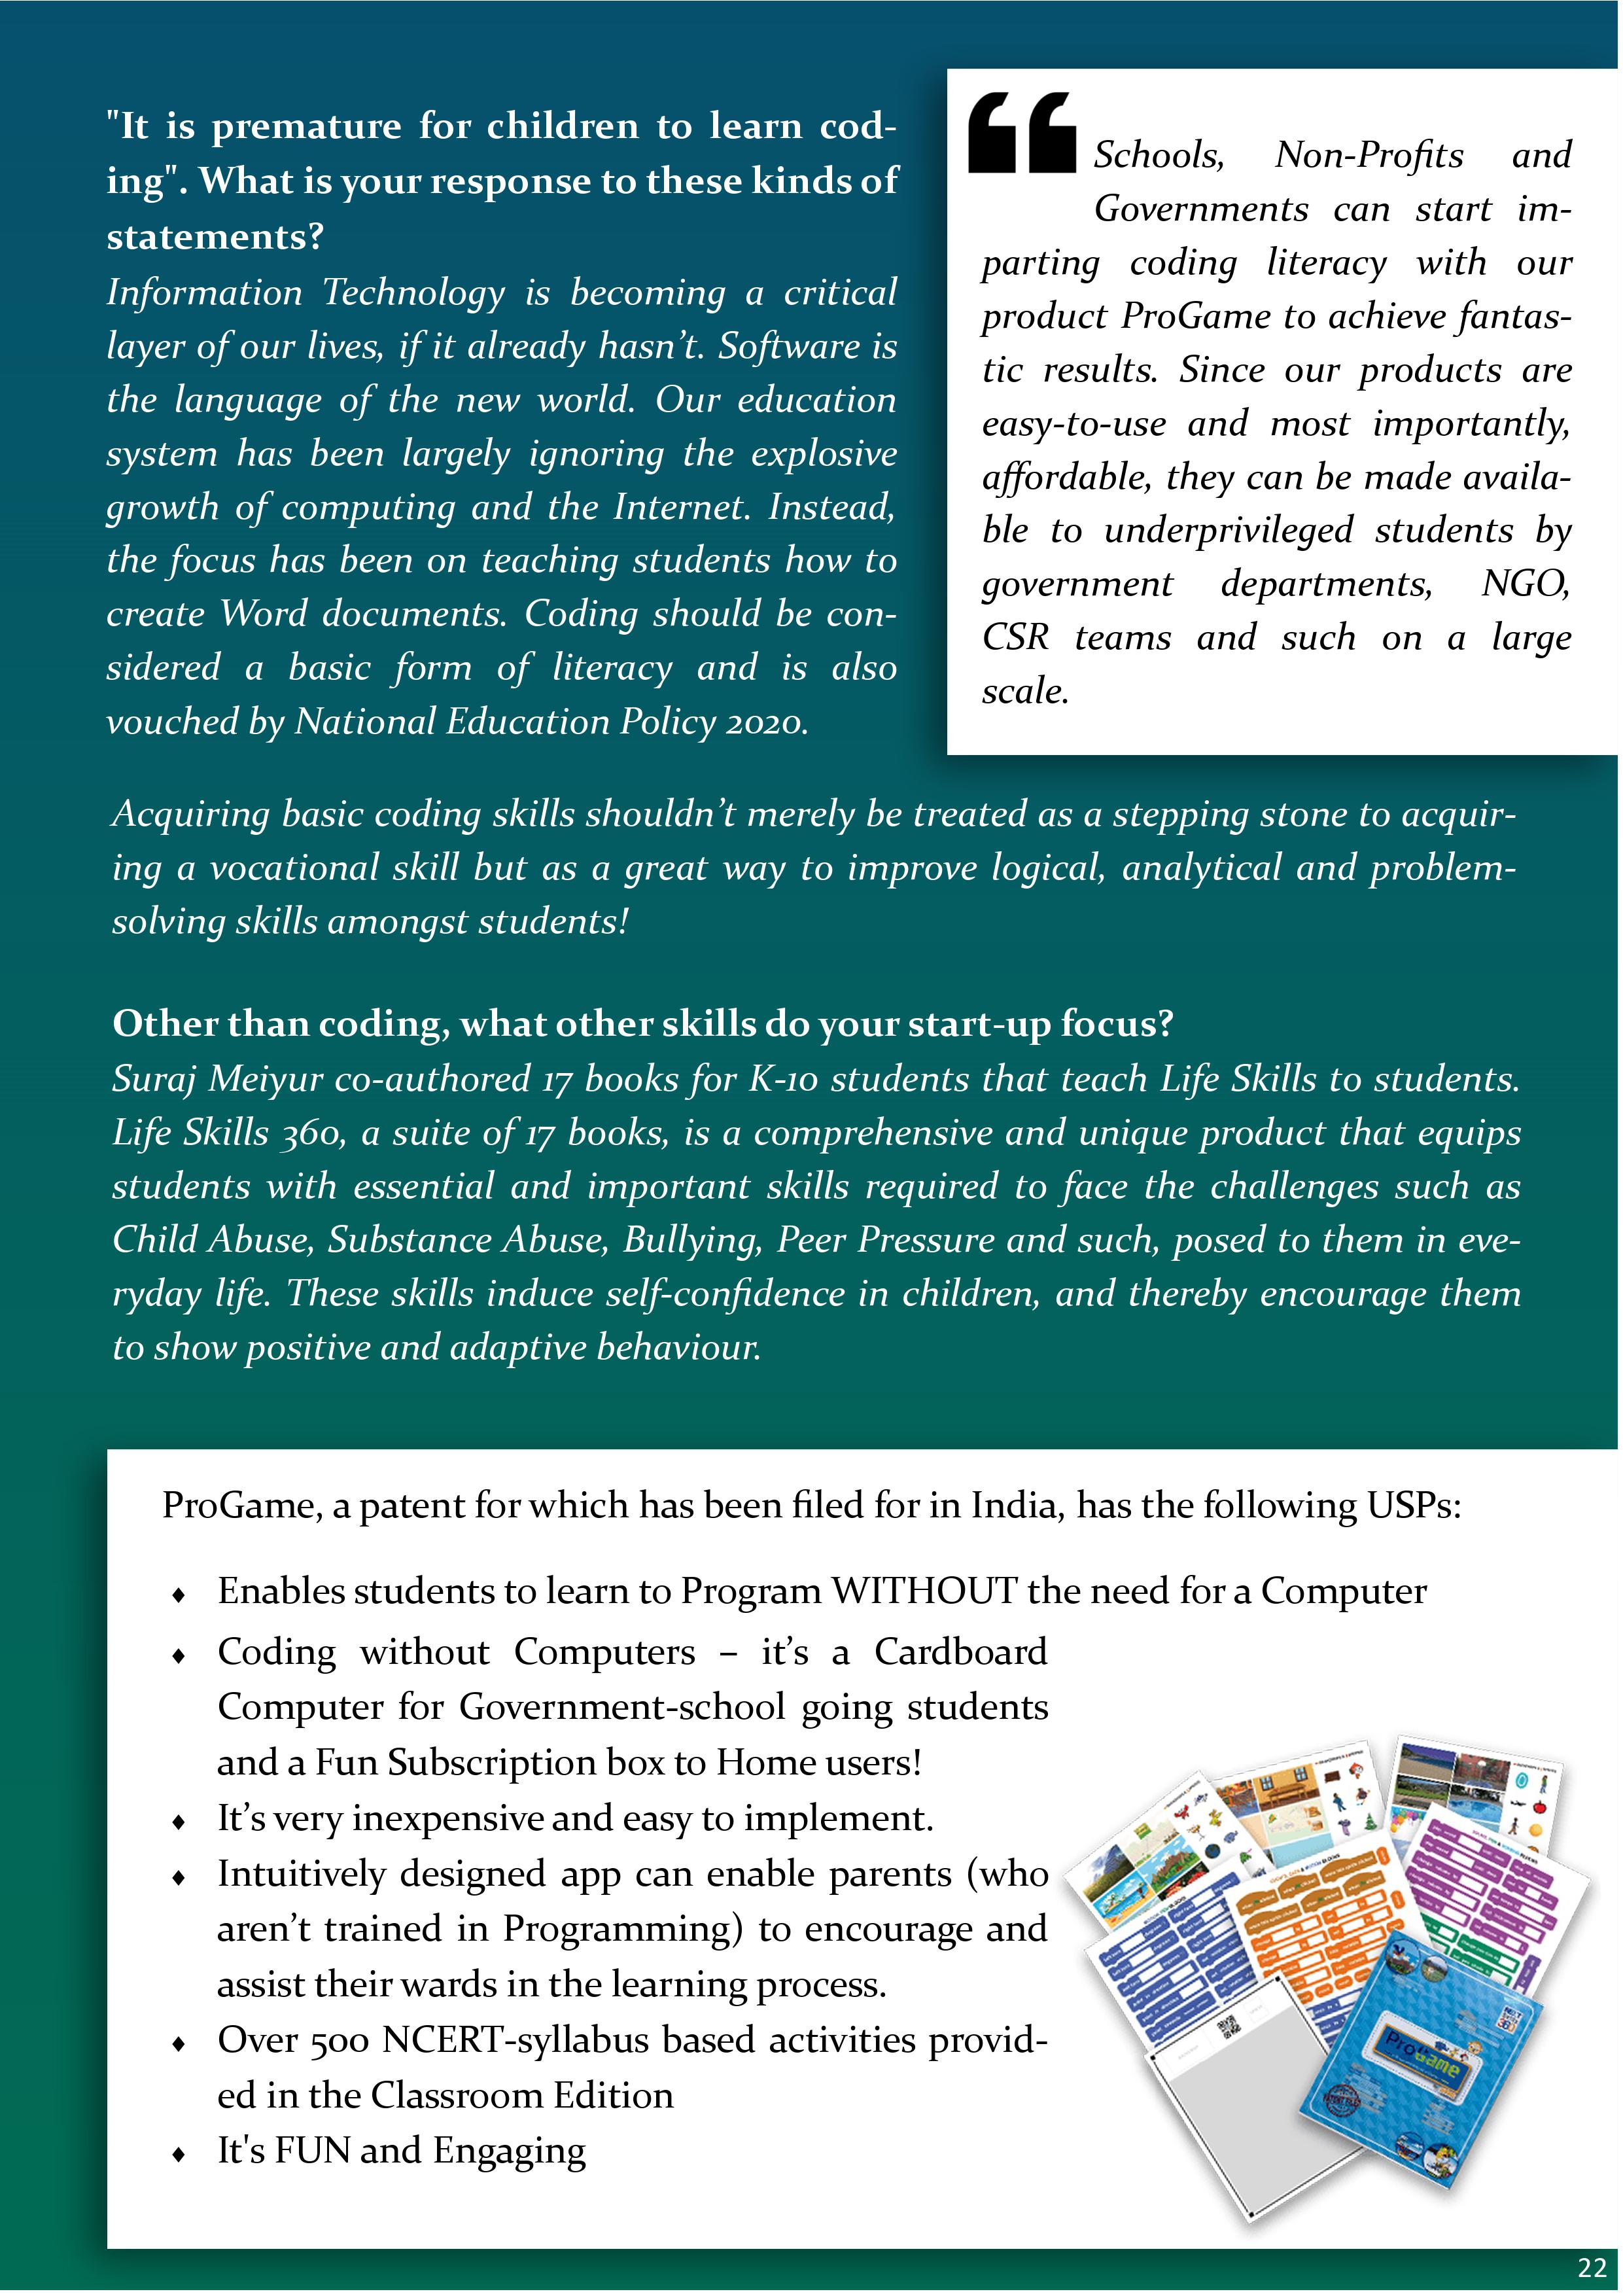 "It is premature for children to learn cod-
ing". What is your response to these kinds of
statements?
Information Technology is becoming a critical
layer of our lives, if it already hasn’t. Software is
the language of the new world. Our education
system has been largely ignoring the explosive
growth of computing and the Internet. Instead,
the focus has been on teaching students how to
create Word documents. Coding should be con-
sidered a basic form of literacy and is also
vouched by National Education Policy 2020.
❝
Schools, Non-Profits and
Governments can start im-
parting coding literacy with our
product ProGame to achieve fantas-
tic results. Since our products are
easy-to-use and most importantly,
affordable, they can be made availa-
ble to underprivileged students by
government departments, NGO,
CSR teams and such on a large
scale.
Acquiring basic coding skills shouldn’t merely be treated as a stepping stone to acquir-
ing a vocational skill but as a great way to improve logical, analytical and problem-
solving skills amongst students!
Other than coding, what other skills do your start-up focus?
Suraj Meiyur co-authored 17 books for K-10 students that teach Life Skills to students.
Life Skills 360, a suite of 17 books, is a comprehensive and unique product that equips
students with essential and important skills required to face the challenges such as
Child Abuse, Substance Abuse, Bullying, Peer Pressure and such, posed to them in eve-
ryday life. These skills induce self-confidence in children, and thereby encourage them
to show positive and adaptive behaviour.
ProGame, a patent for which has been filed for in India, has the following USPs:
♦ Enables students to learn to Program WITHOUT the need for a Computer
♦ Coding without Computers – it’s a Cardboard
Computer for Government-school going students
and a Fun Subscription box to Home users!
♦ It’s very inexpensive and easy to implement.
♦ Intuitively designed app can enable parents (who
aren’t trained in Programming) to encourage and
assist their wards in the learning process.
♦ Over 500 NCERT-syllabus based activities provid-
ed in the Classroom Edition
♦ It's FUN and Engaging
ProGame
22